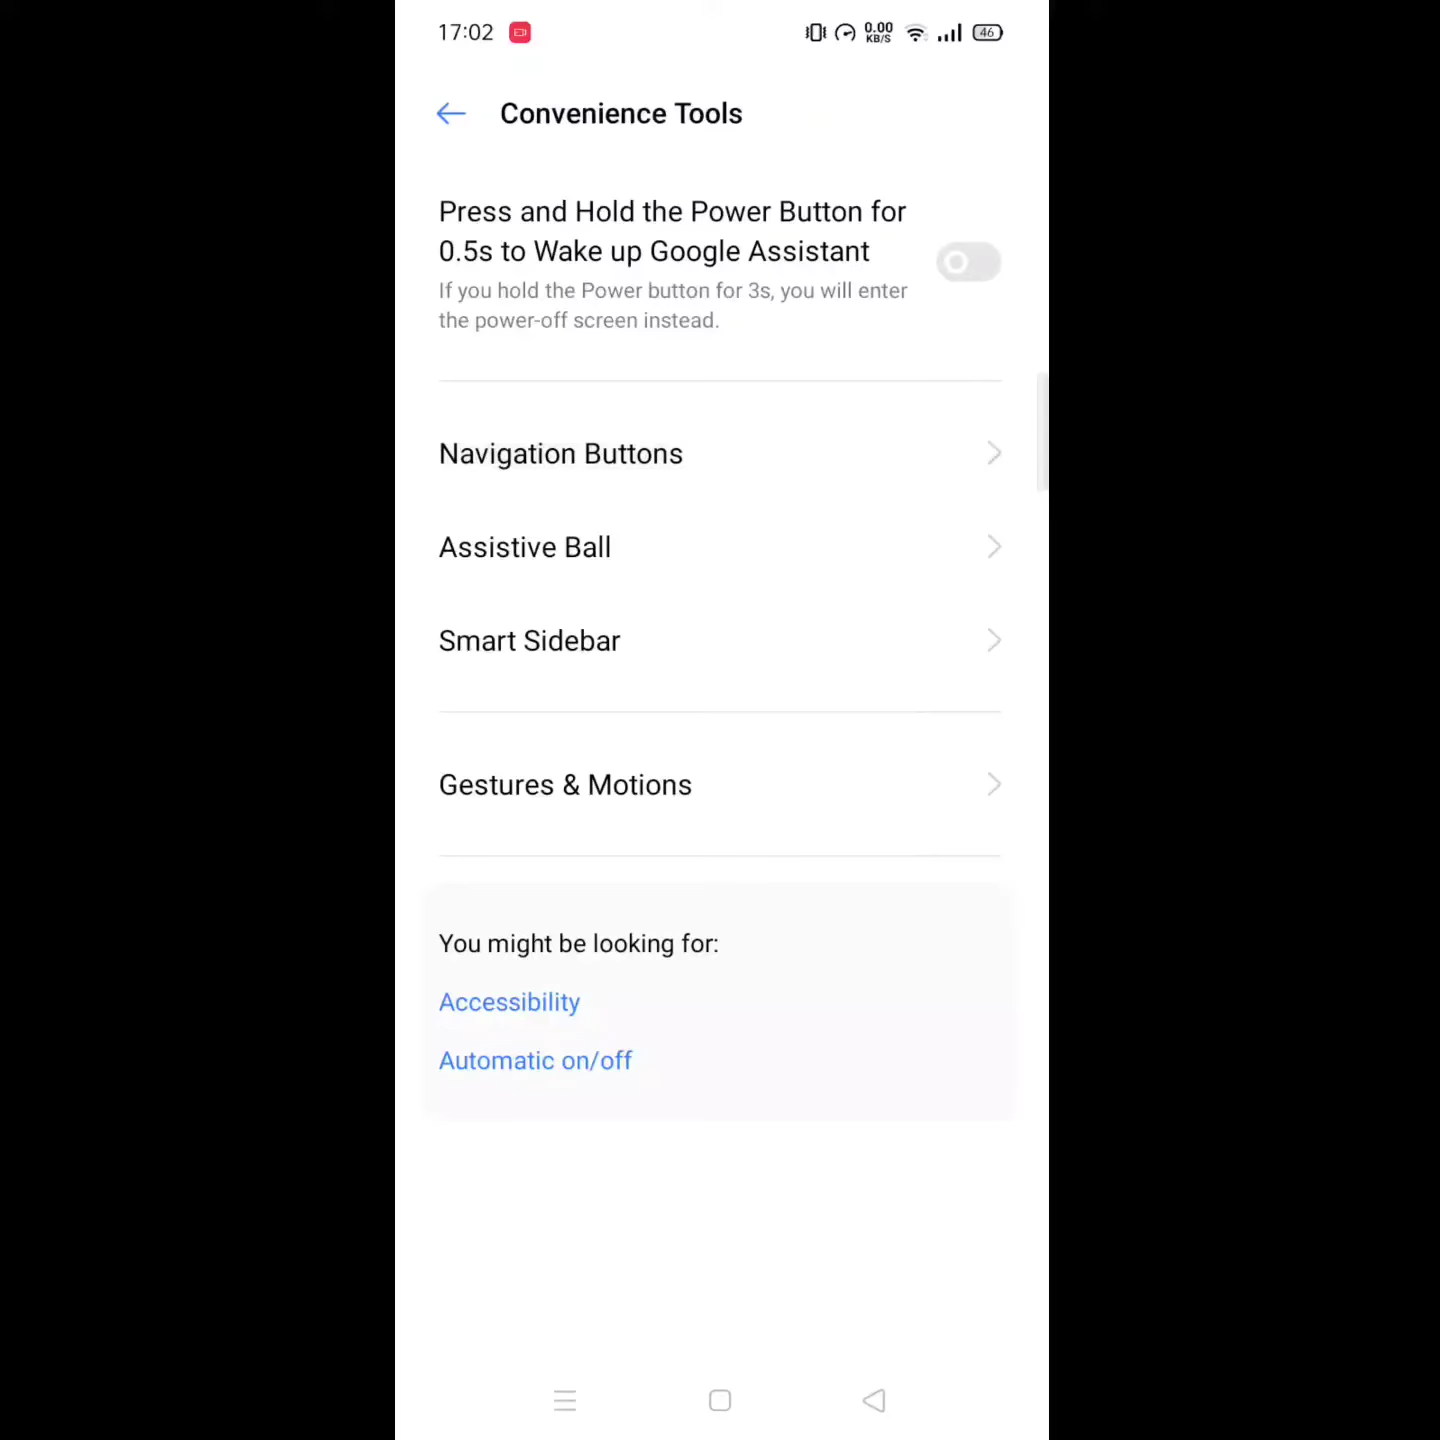 17:02
0.00
KB/S
46
Convenience Tools
Press and Hold the Power Button for
0.5s to Wake up Google Assistant
If you hold the Power button for 3s, you will enter
the power-off screen instead.
Navigation Buttons
Assistive Ball
Smart Sidebar
Gestures & Motions
You might be looking for:
Accessibility
Automatic on/off